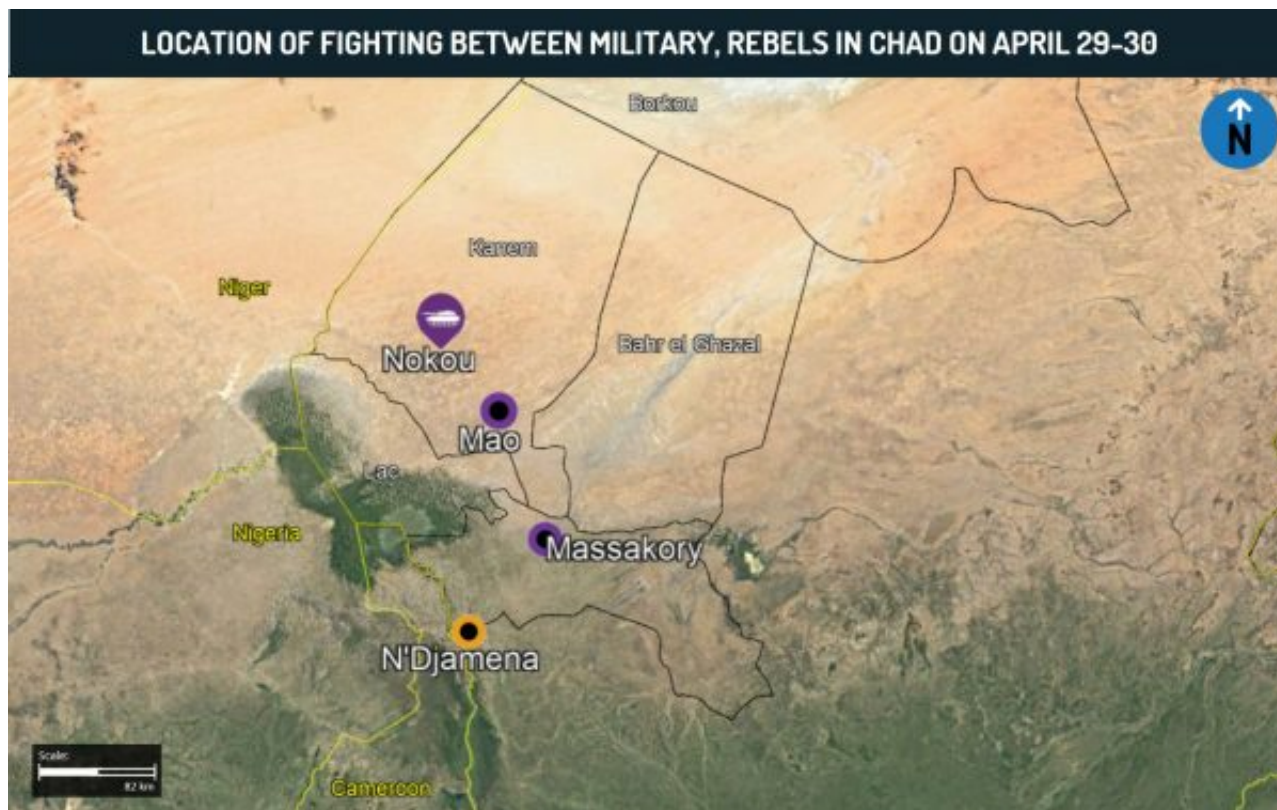 LOCATION OF FIGHTING BETWEEN MILITARY, REBELS IN CHAD ON APRIL 29-30
Borkou
N
Kanem
Niger
Nokou
Bahr el Ghazal
Mao
Lac
Nigeria
Massakory
N'Djamena
Scale:
82 km
Cameroon